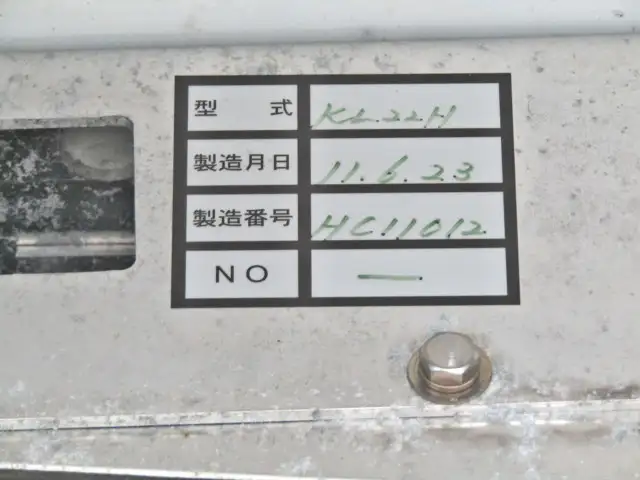 型 式 KL22H
製造月日 11.6.23
製造番号 HC11012
NO —